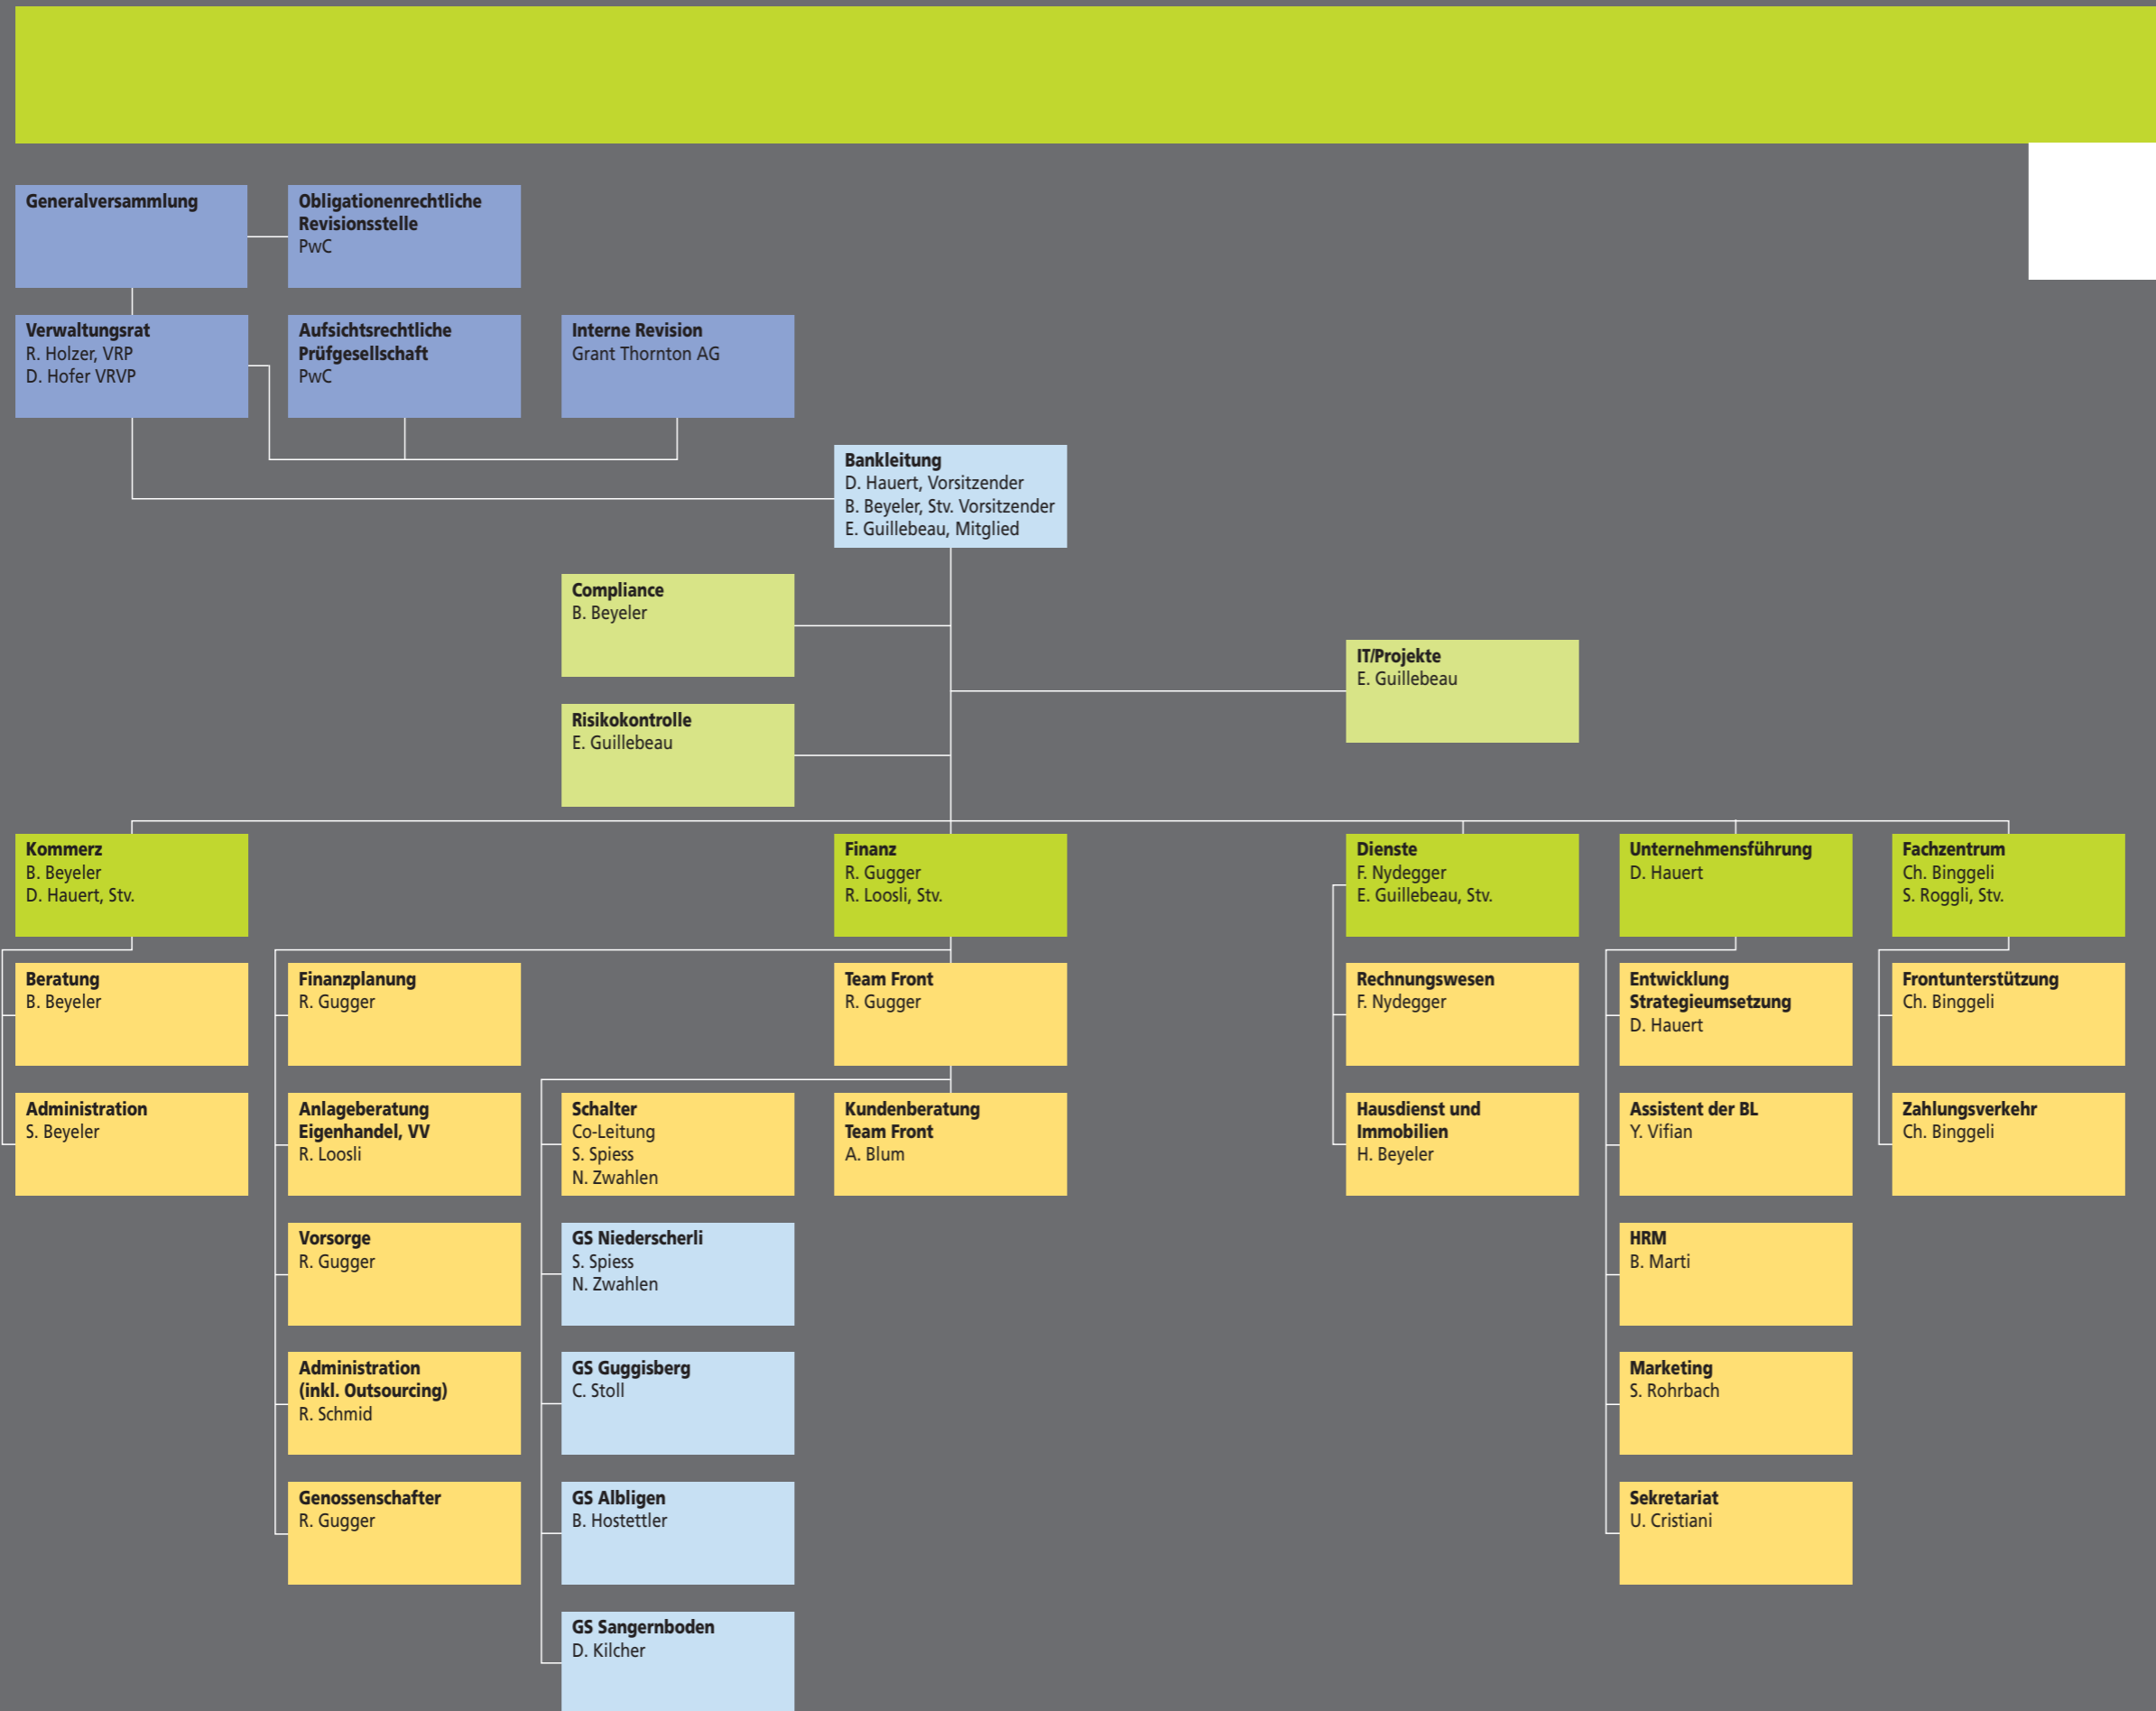 Generalversammlung
Obligationenrechtliche
Revisionsstelle
PwC
Verwaltungsrat
R. Holzer, VRP
D. Hofer VRVP
Aufsichtsrechtliche
Prüfgesellschaft
PwC
Interne Revision
Grant Thornton AG
Bankleitung
D. Hauert, Vorsitzender
B. Beyeler, Stv. Vorsitzender
E. Guillebeau, Mitglied
Compliance
B. Beyeler
IT/Projekte
E. Guillebeau
Risikokontrolle
E. Guillebeau
Kommerz
B. Beyeler
D. Hauert, Stv.
Finanz
R. Gugger
R. Loosli, Stv.
Dienste
F. Nydegger
E. Guillebeau, Stv.
Unternehmensführung
D. Hauert
Fachzentrum
Ch. Binggeli
S. Roggli, Stv.
Beratung
B. Beyeler
Finanzplanung
R. Gugger
Team Front
R. Gugger
Rechnungswesen
F. Nydegger
Entwicklung
Strategieumsetzung
D. Hauert
Frontunterstützung
Ch. Binggeli
Administration
S. Beyeler
Anlageberatung
Eigenhandel, VV
R. Loosli
Schalter
Co-Leitung
S. Spiess
N. Zwahlen
Kundenberatung
Team Front
A. Blum
Hausdienst und
Immobilien
H. Beyeler
Assistent der BL
Y. Vifian
Zahlungsverkehr
Ch. Binggeli
Vorsorge
R. Gugger
GS Niederscherli
S. Spiess
N. Zwahlen
HRM
B. Marti
Administration
(inkl. Outsourcing)
R. Schmid
GS Guggisberg
C. Stoll
Marketing
S. Rohrbach
Genossenschafter
R. Gugger
GS Albligen
B. Hostettler
Sekretariat
U. Cristiani
GS Sangernboden
D. Kilcher